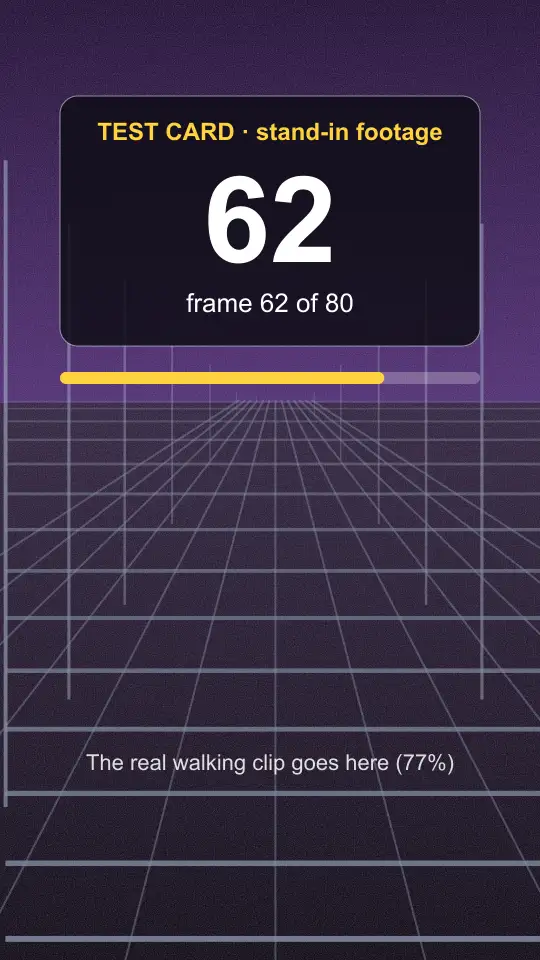 TEST CARD · stand-in footage
62
frame 62 of 80
The real walking clip goes here (77%)